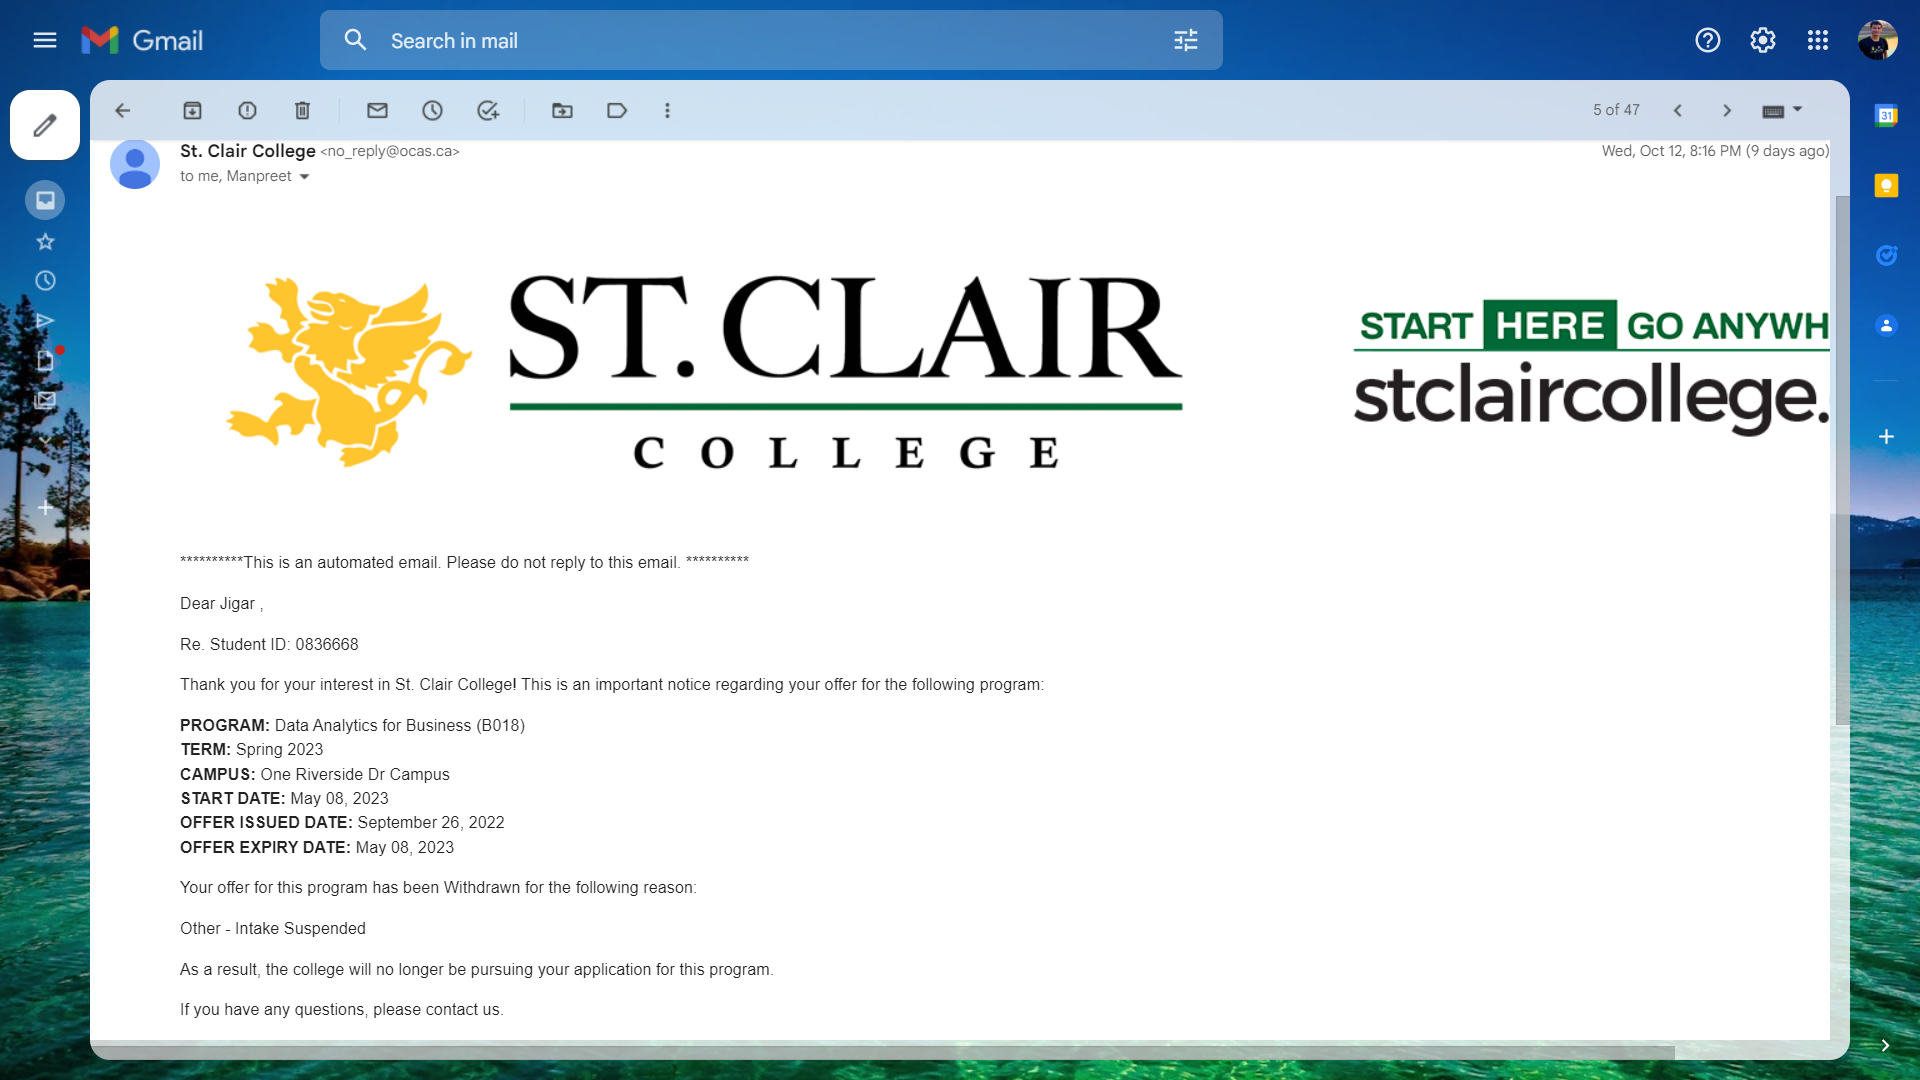 Gmail
Search in mail
5 of 47
31
St. Clair College <no_reply@ocas.ca>
Wed, Oct 12, 8:16 PM (9 days ago)
to me, Manpreet
ST. CLAIR
COLLEGE
START HERE GO ANYWH
stclaircollege.
**********This is an automated email. Please do not reply to this email. **********
Dear Jigar ,
Re. Student ID: 0836668
Thank you for your interest in St. Clair College! This is an important notice regarding your offer for the following program:
PROGRAM: Data Analytics for Business (B018)
TERM: Spring 2023
CAMPUS: One Riverside Dr Campus
START DATE: May 08, 2023
OFFER ISSUED DATE: September 26, 2022
OFFER EXPIRY DATE: May 08, 2023
Your offer for this program has been Withdrawn for the following reason:
Other - Intake Suspended
As a result, the college will no longer be pursuing your application for this program.
If you have any questions, please contact us.